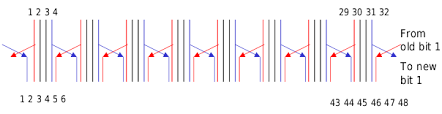 1 2 3 4
29 30 31 32
From
old bit 1
To new
bit 1
1 2 3 4 5 6
43 44 45 46 47 48